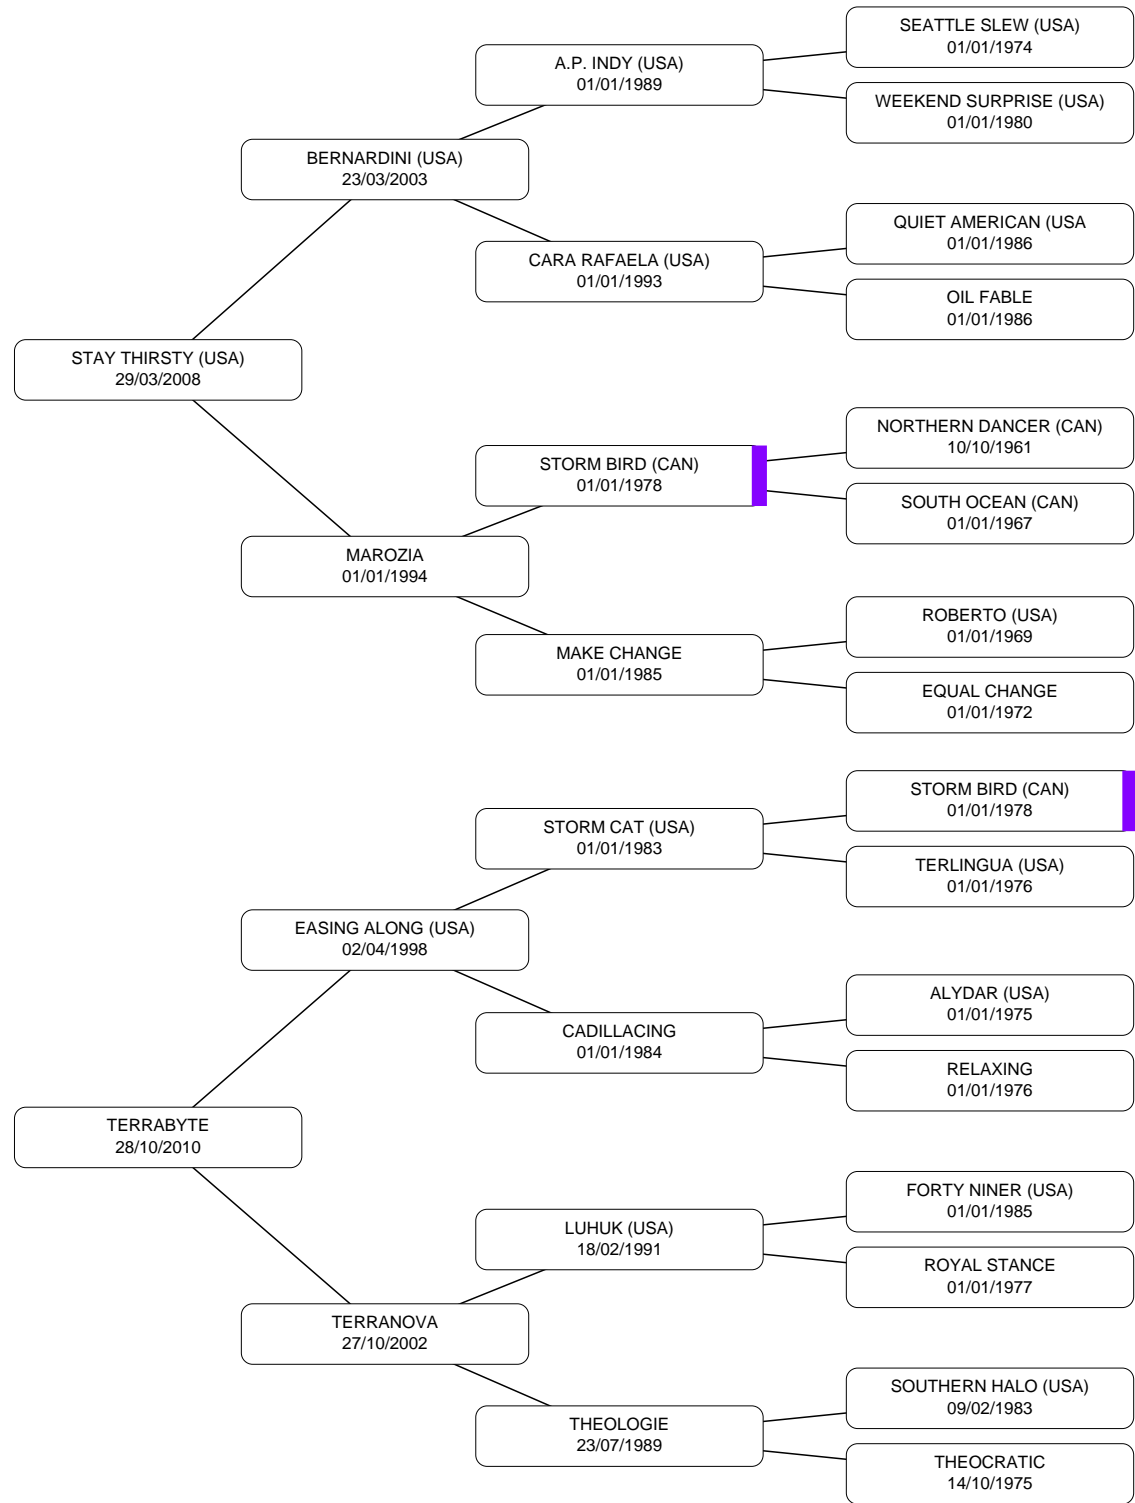 SEATTLE SLEW (USA)
01/01/1974
A.P. INDY (USA)
01/01/1989
WEEKEND SURPRISE (USA)
01/01/1980
BERNARDINI (USA)
23/03/2003
QUIET AMERICAN (USA
01/01/1986
CARA RAFAELA (USA)
01/01/1993
OIL FABLE
01/01/1986
STAY THIRSTY (USA)
29/03/2008
NORTHERN DANCER (CAN)
10/10/1961
STORM BIRD (CAN)
01/01/1978
SOUTH OCEAN (CAN)
01/01/1967
MAROZIA
01/01/1994
ROBERTO (USA)
01/01/1969
MAKE CHANGE
01/01/1985
EQUAL CHANGE
01/01/1972
STORM BIRD (CAN)
01/01/1978
STORM CAT (USA)
01/01/1983
TERLINGUA (USA)
01/01/1976
EASING ALONG (USA)
02/04/1998
ALYDAR (USA)
01/01/1975
CADILLACING
01/01/1984
RELAXING
01/01/1976
TERRABYTE
28/10/2010
FORTY NINER (USA)
01/01/1985
LUHUK (USA)
18/02/1991
ROYAL STANCE
01/01/1977
TERRANOVA
27/10/2002
SOUTHERN HALO (USA)
09/02/1983
THEOLOGIE
23/07/1989
THEOCRATIC
14/10/1975